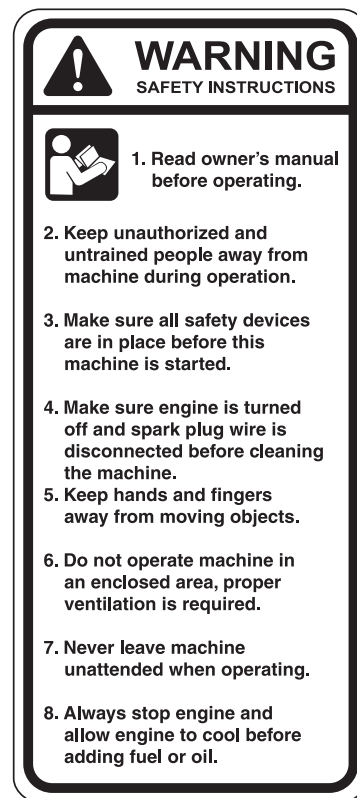 WARNING
SAFETY INSTRUCTIONS
1. Read owner's manual
before operating.
2. Keep unauthorized and
untrained people away from
machine during operation.
3. Make sure all safety devices
are in place before this
machine is started.
4. Make sure engine is turned
off and spark plug wire is
disconnected before cleaning
the machine.
5. Keep hands and fingers
away from moving objects.
6. Do not operate machine in
an enclosed area, proper
ventilation is required.
7. Never leave machine
unattended when operating.
8. Always stop engine and
allow engine to cool before
adding fuel or oil.